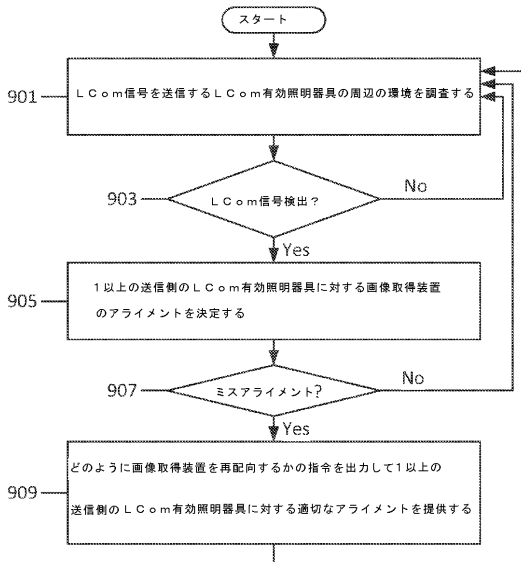 スタート
901
LCom信号を送信するLCom有効照明器具の周辺の環境を調査する
903
LCom信号検出?
No
Yes
905
1以上の送信側のLCom有効照明器具に対する画像取得装置
のアライメントを決定する
907
ミスアライメント?
No
Yes
909
どのように画像取得装置を再配向するかの指令を出力して1以上の
送信側のLCom有効照明器具に対する適切なアライメントを提供する